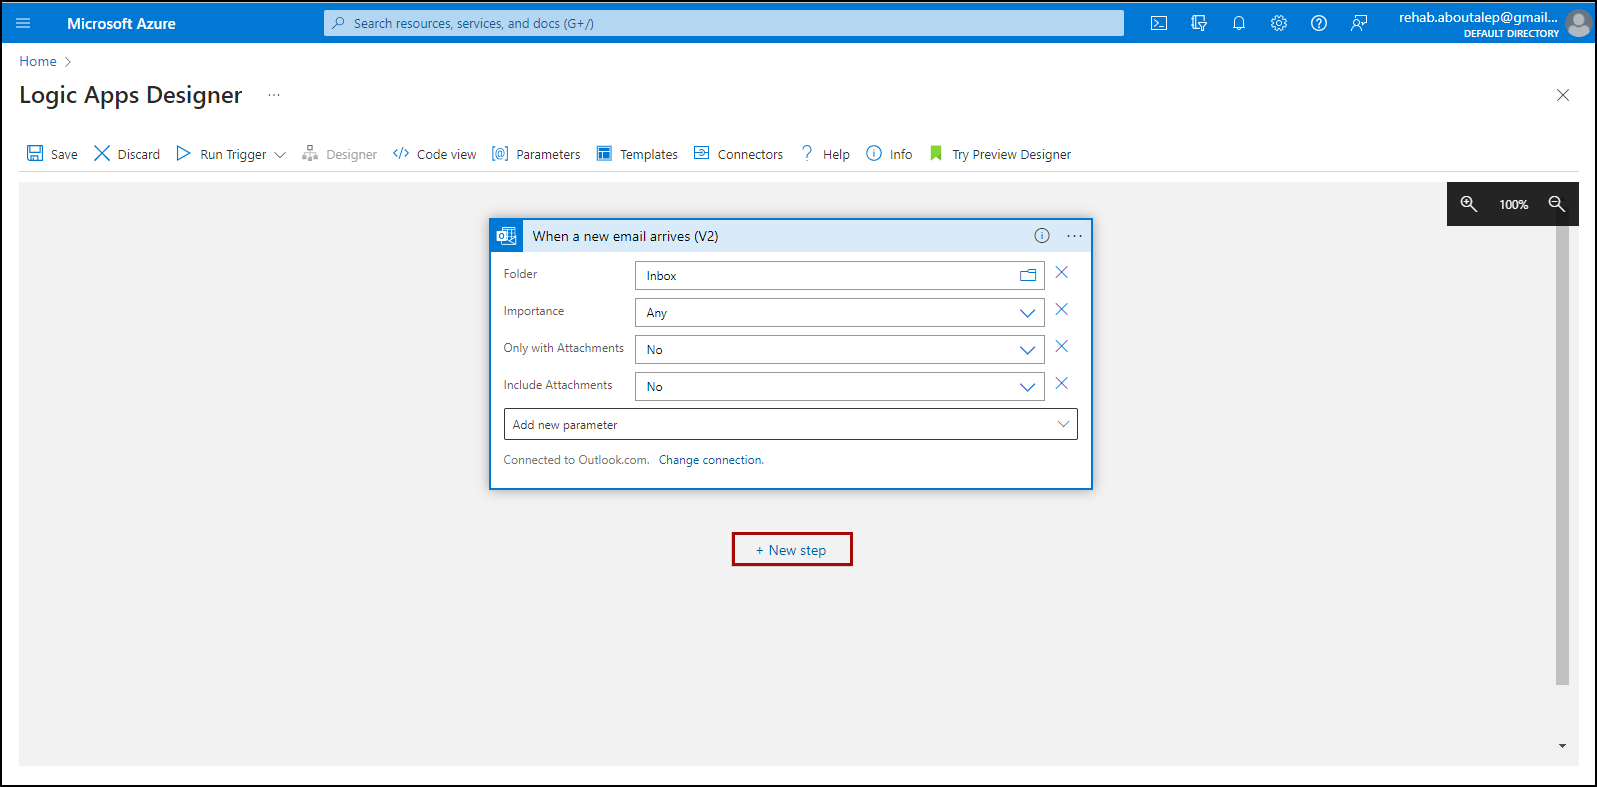 Microsoft Azure
Search resources, services, and docs (G+/)
rehab.aboutalep@gmail...
DEFAULT DIRECTORY
Home >
Logic Apps Designer ...
Save Discard Run Trigger Designer </> Code view [@] Parameters Templates Connectors ? Help Info Try Preview Designer
100%
When a new email arrives (V2) ...
Folder Inbox
Importance Any
Only with Attachments No
Include Attachments No
Add new parameter
Connected to Outlook.com. Change connection.
+ New step